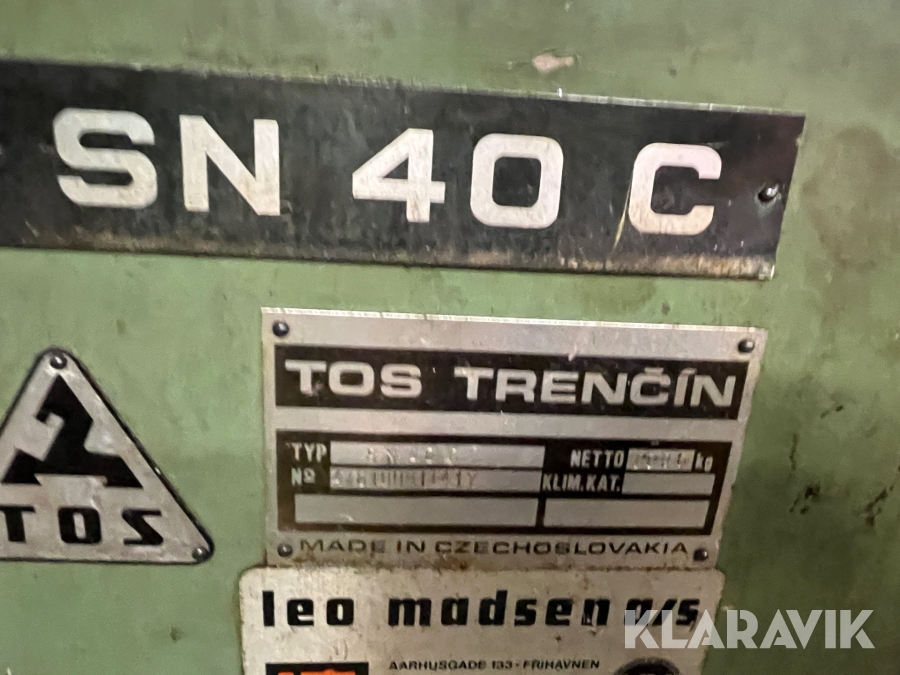 SN 40 C
TOS TRENČÍN
TYP NETTO kg
Nº KLIM.KAT.
MADE IN CZECHOSLOVAKIA
TOS
leo madsen a/s
AARHUSGADE 133 - FRIHAVNEN
KLARAVIK